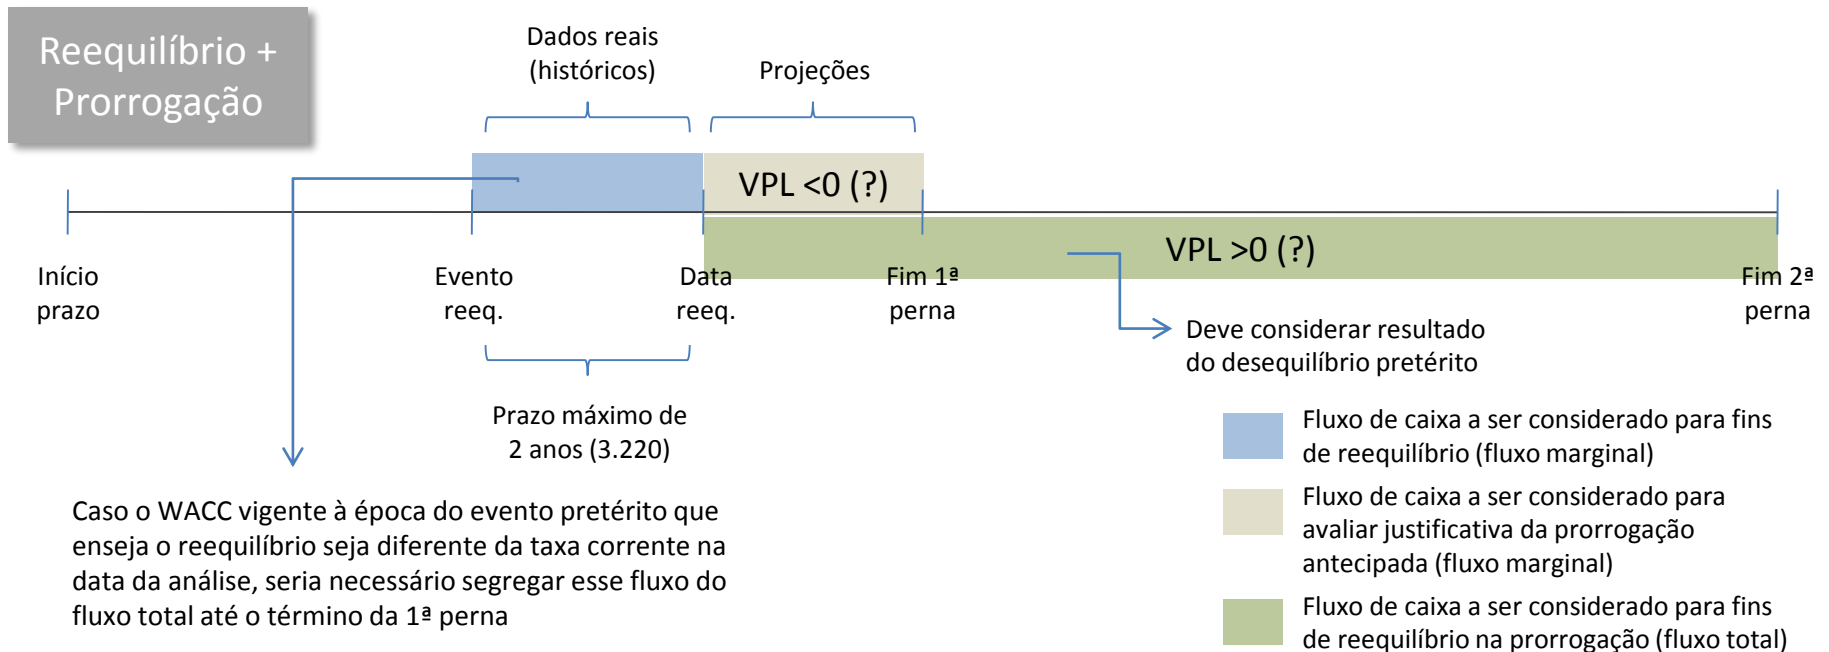 Reequilíbrio +
Prorrogação
Dados reais
(históricos)
Projeções
VPL <0 (?)
VPL >0 (?)
Início
prazo
Evento
reeq.
Data
reeq.
Fim 1ª
perna
Fim 2ª
perna
Deve considerar resultado
do desequilíbrio pretérito
Prazo máximo de
2 anos (3.220)
Caso o WACC vigente à época do evento pretérito que
enseja o reequilíbrio seja diferente da taxa corrente na
data da análise, seria necessário segregar esse fluxo do
fluxo total até o término da 1ª perna
Fluxo de caixa a ser considerado para fins
de reequilíbrio (fluxo marginal)
Fluxo de caixa a ser considerado para
avaliar justificativa da prorrogação
antecipada (fluxo marginal)
Fluxo de caixa a ser considerado para fins
de reequilíbrio na prorrogação (fluxo total)